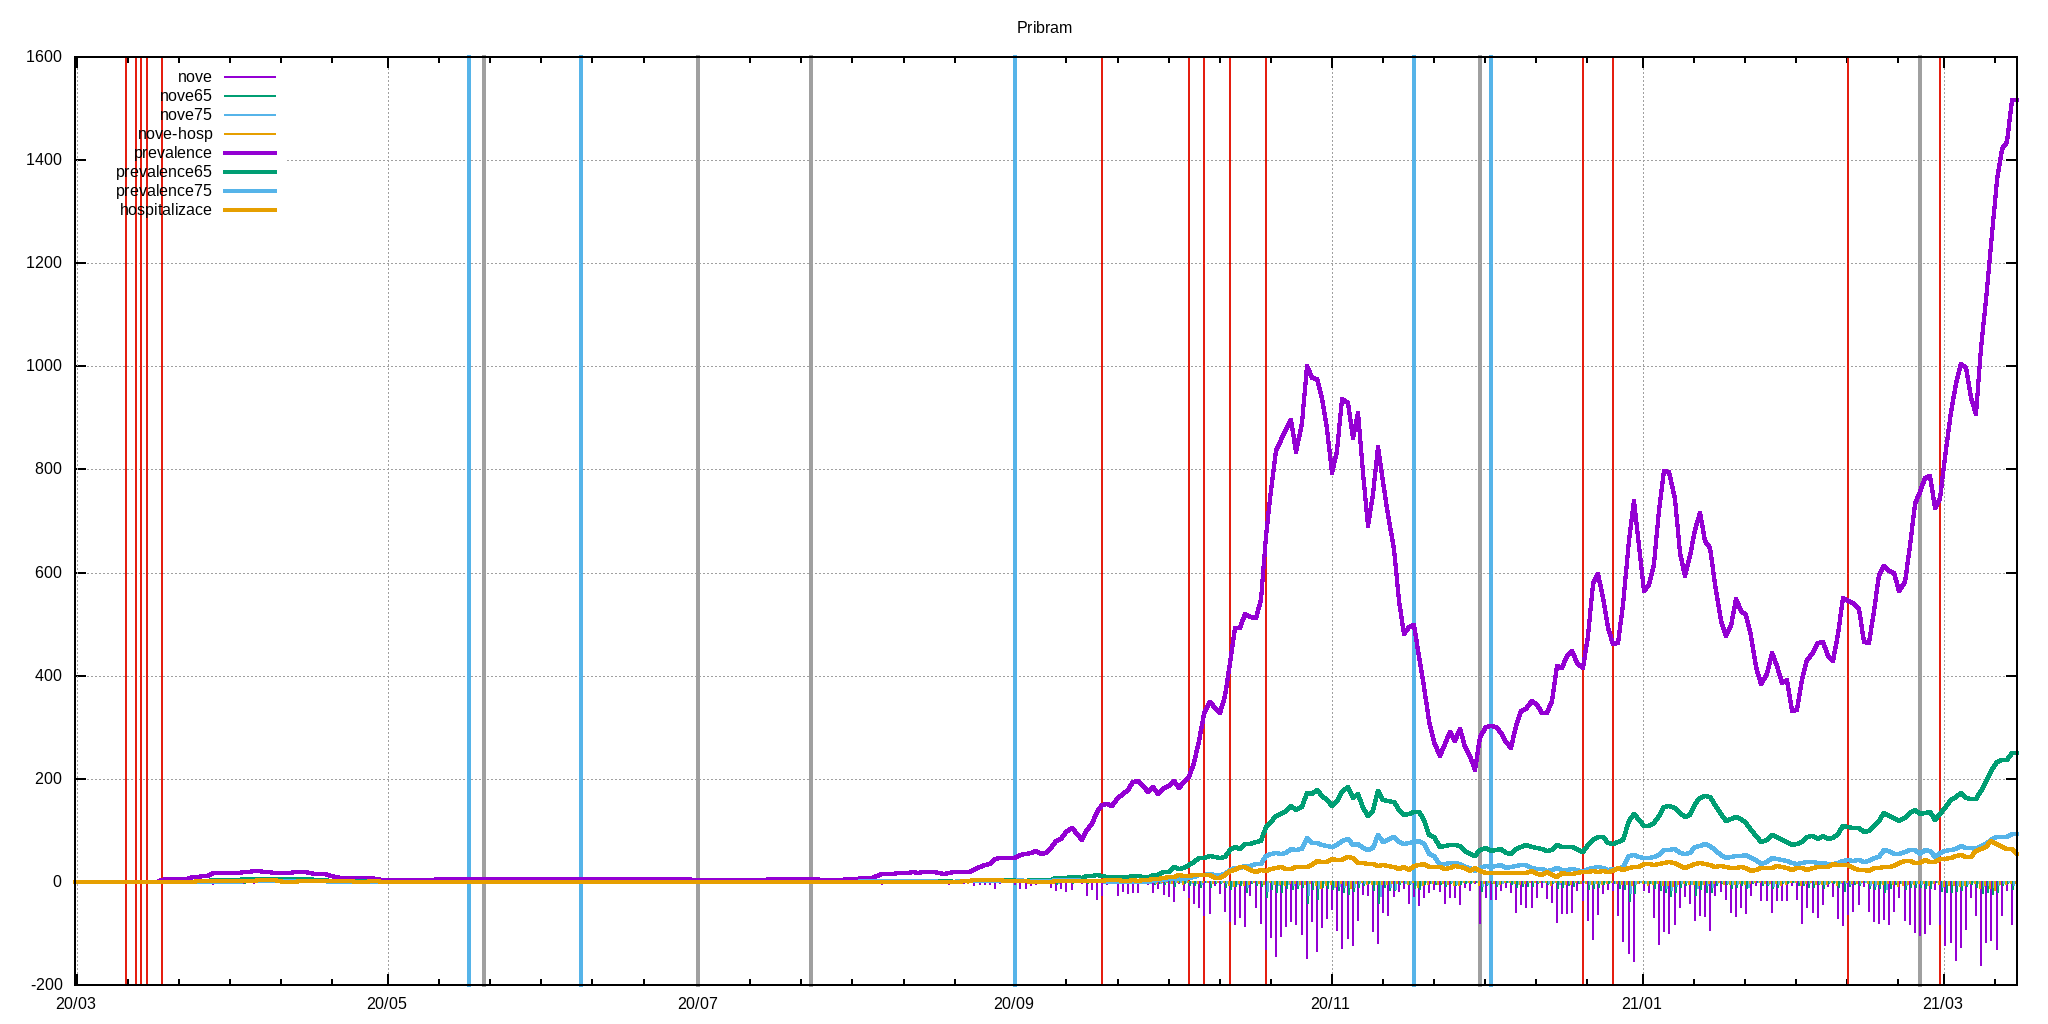 Pribram
1600
1400
1200
1000
800
600
400
200
0
-200
nove
nove65
nove75
nove-hosp
prevalence
prevalence65
prevalence75
hospitalizace
20/03 20/05 20/07 20/09 20/11 21/01 21/03